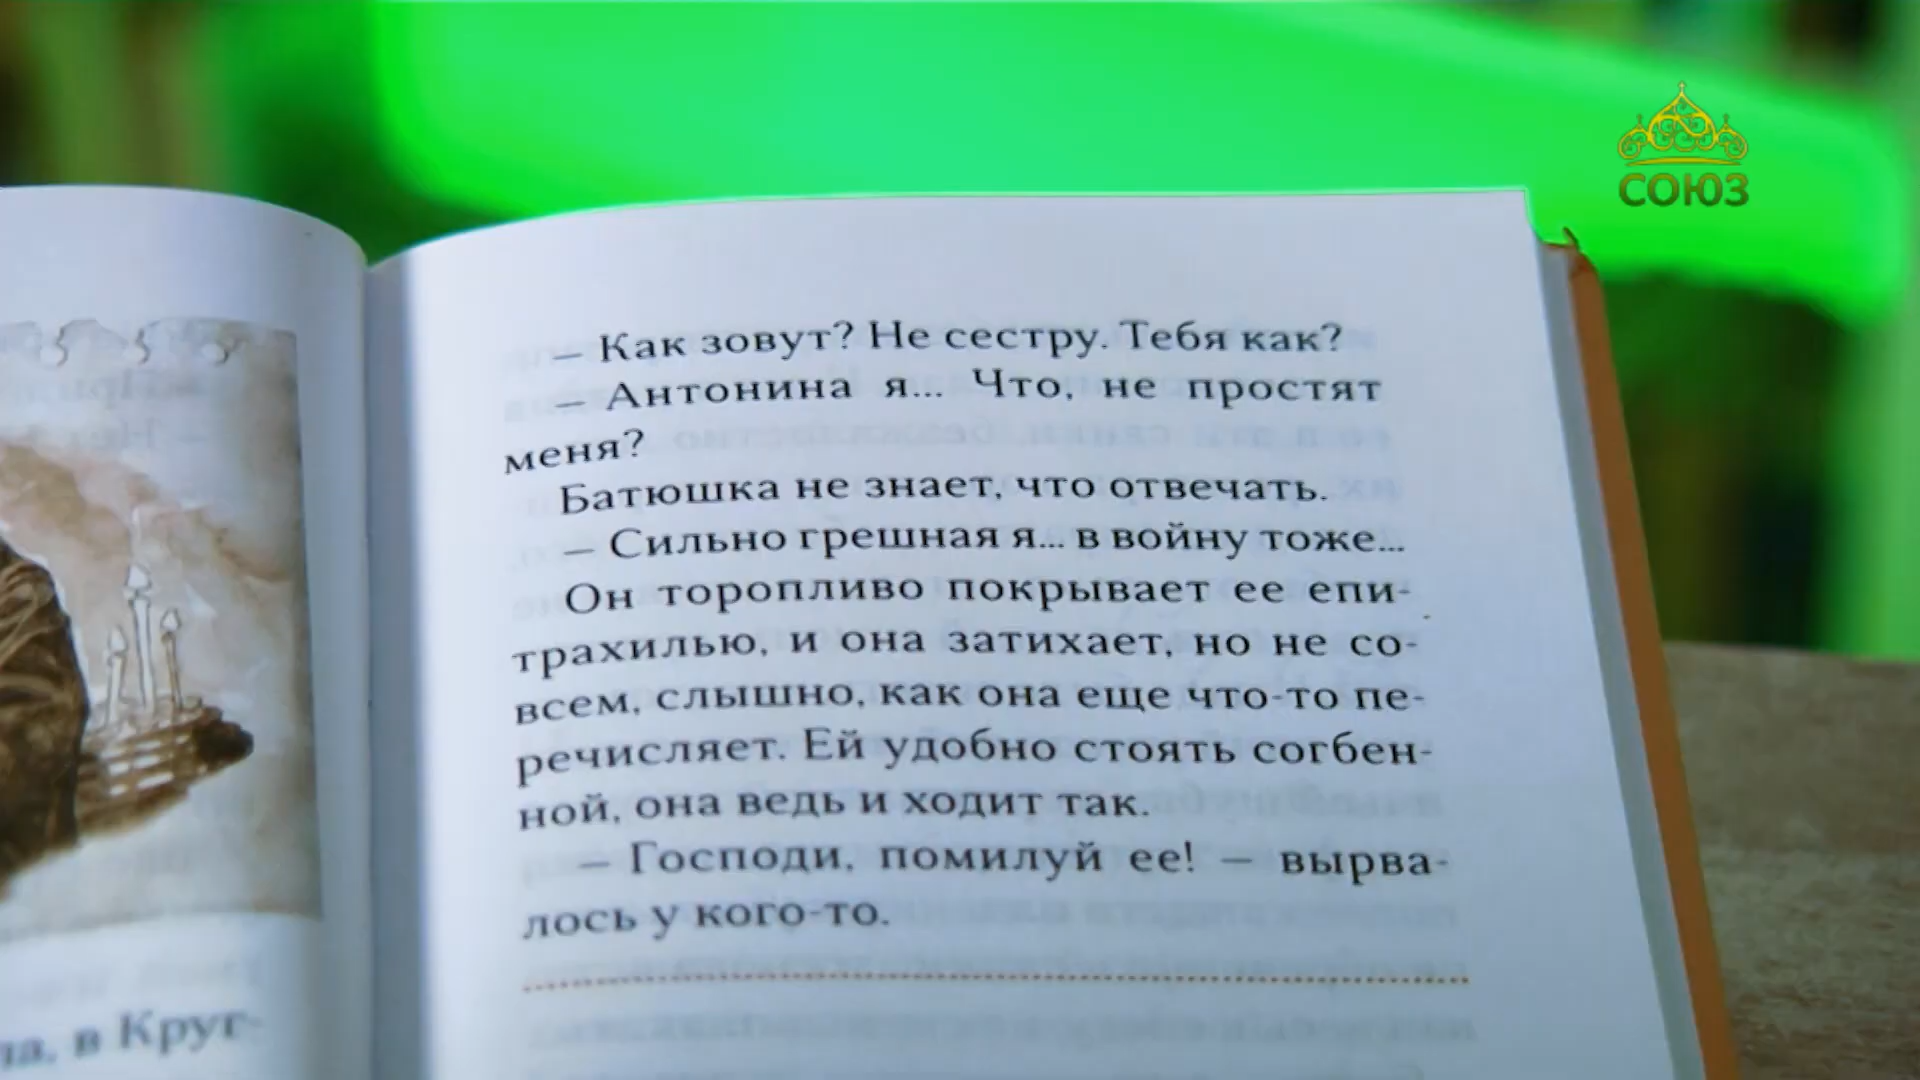 СОЮЗ
– Как зовут? Не сестру. Тебя как?
– Антонина я... Что, не простят
меня?
Батюшка не знает, что отвечать.
– Сильно грешная я... в войну тоже...
Он торопливо покрывает ее епи-
трахилью, и она затихает, но не со-
всем, слышно, как она еще что-то пе-
речисляет. Ей удобно стоять согбен-
ной, она ведь и ходит так.
– Господи, помилуй ее! – вырва-
лось у кого-то.
в Круг-